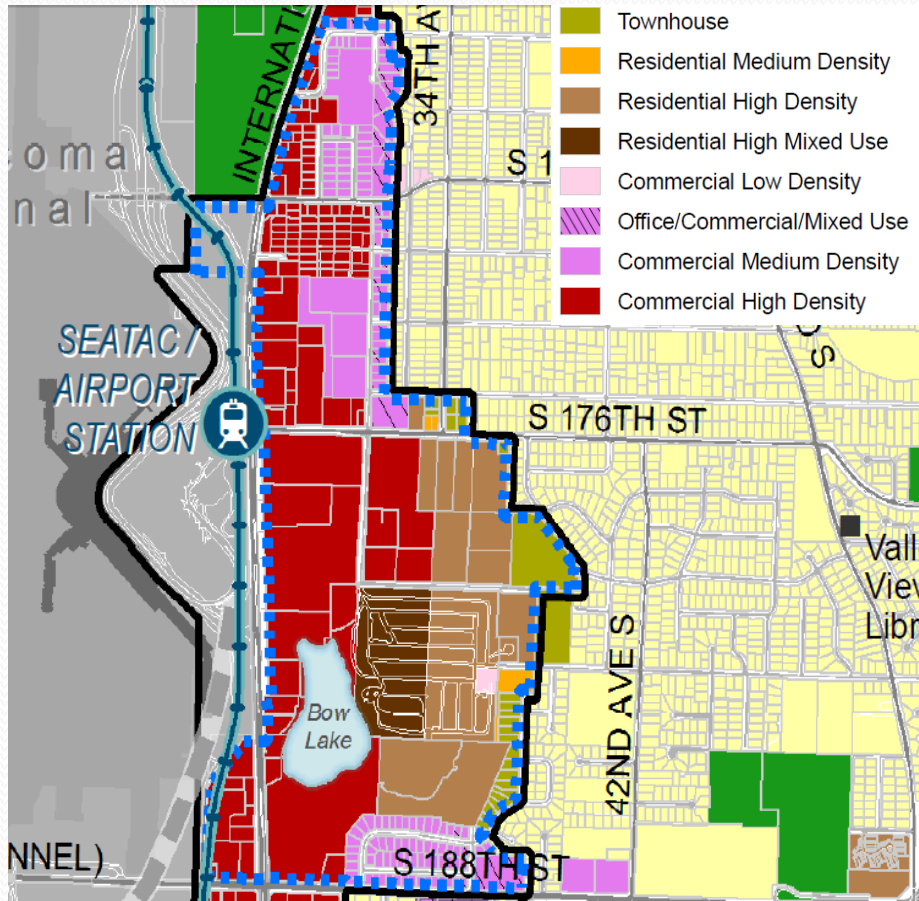 INTERNATI
34TH AV
Townhouse
Residential Medium Density
Residential High Density
Residential High Mixed Use
Commercial Low Density
Office/Commercial/Mixed Use
Commercial Medium Density
Commercial High Density
oma
nal
S 1
SEATAC /
AIRPORT
STATION
S 176TH ST
S
Vall
View
Libr
42ND AVE S
Bow
Lake
NNEL)
S 188TH ST